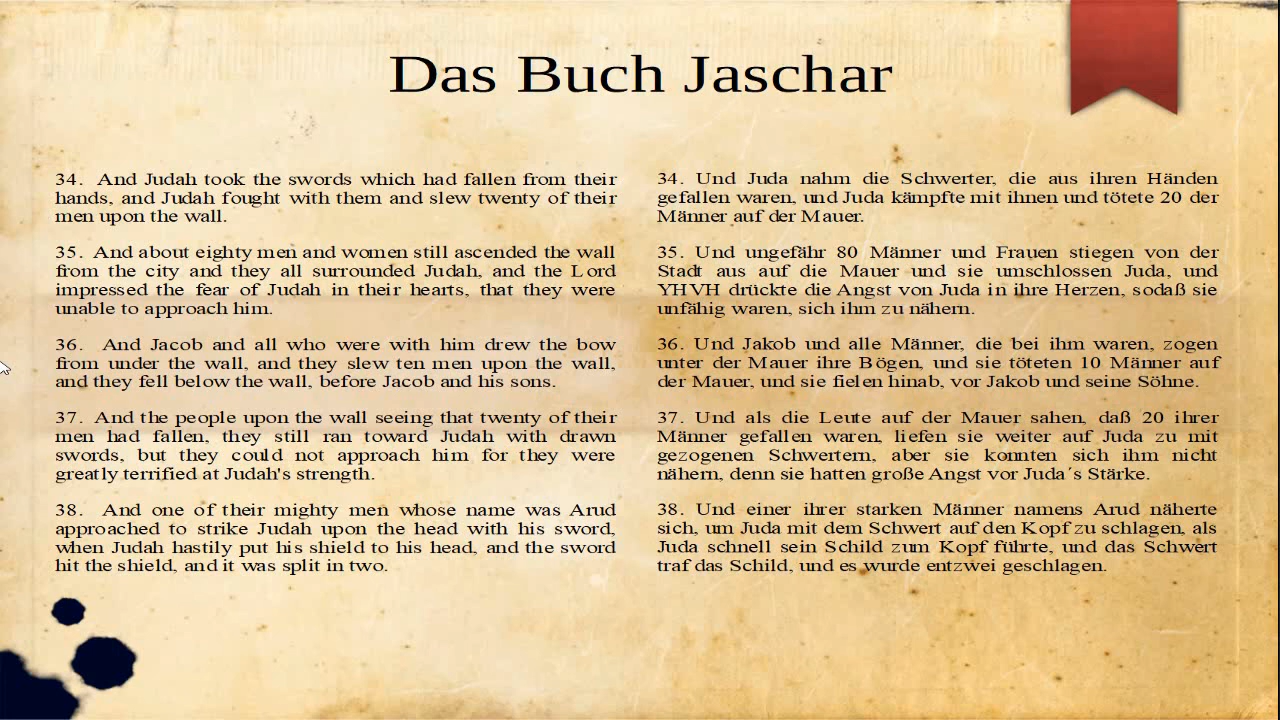 Das Buch Jaschar
34. And Judah took the swords which had fallen from their
hands, and Judah fought with them and slew twenty of their
men upon the wall.
35. And about eighty men and women still ascended the wall
from the city and they all surrounded Judah, and the Lord
impressed the fear of Judah in their hearts, that they were
unable to approach him.
36. And Jacob and all who were with him drew the bow
from under the wall, and they slew ten men upon the wall,
and they fell below the wall, before Jacob and his sons.
37. And the people upon the wall seeing that twenty of their
men had fallen, they still ran toward Judah with drawn
swords, but they could not approach him for they were
greatly terrified at Judah's strength.
38. And one of their mighty men whose name was Arud
approached to strike Judah upon the head with his sword,
when Judah hastily put his shield to his head, and the sword
hit the shield, and it was split in two.
34. Und Juda nahm die Schwerter, die aus ihren Händen
gefallen waren, und Juda kämpfte mit ihnen und tötete 20 der
Männer auf der Mauer.
35. Und ungefähr 80 Männer und Frauen stiegen von der
Stadt aus auf die Mauer und sie umschlossen Juda, und
YHVH drückte die Angst von Juda in ihre Herzen, sodaß sie
unfähig waren, sich ihm zu nähern.
36. Und Jakob und alle Männer, die bei ihm waren, zogen
unter der Mauer ihre Bögen, und sie töteten 10 Männer auf
der Mauer, und sie fielen hinab, vor Jakob und seine Söhne.
37. Und als die Leute auf der Mauer sahen, daß 20 ihrer
Männer gefallen waren, liefen sie weiter auf Juda zu mit
gezogenen Schwertern, aber sie konnten sich ihm nicht
nähern, denn sie hatten große Angst vor Juda´s Stärke.
38. Und einer ihrer starken Männer namens Arud näherte
sich, um Juda mit dem Schwert auf den Kopf zu schlagen, als
Juda schnell sein Schild zum Kopf führte, und das Schwert
traf das Schild, und es wurde entzwei geschlagen.